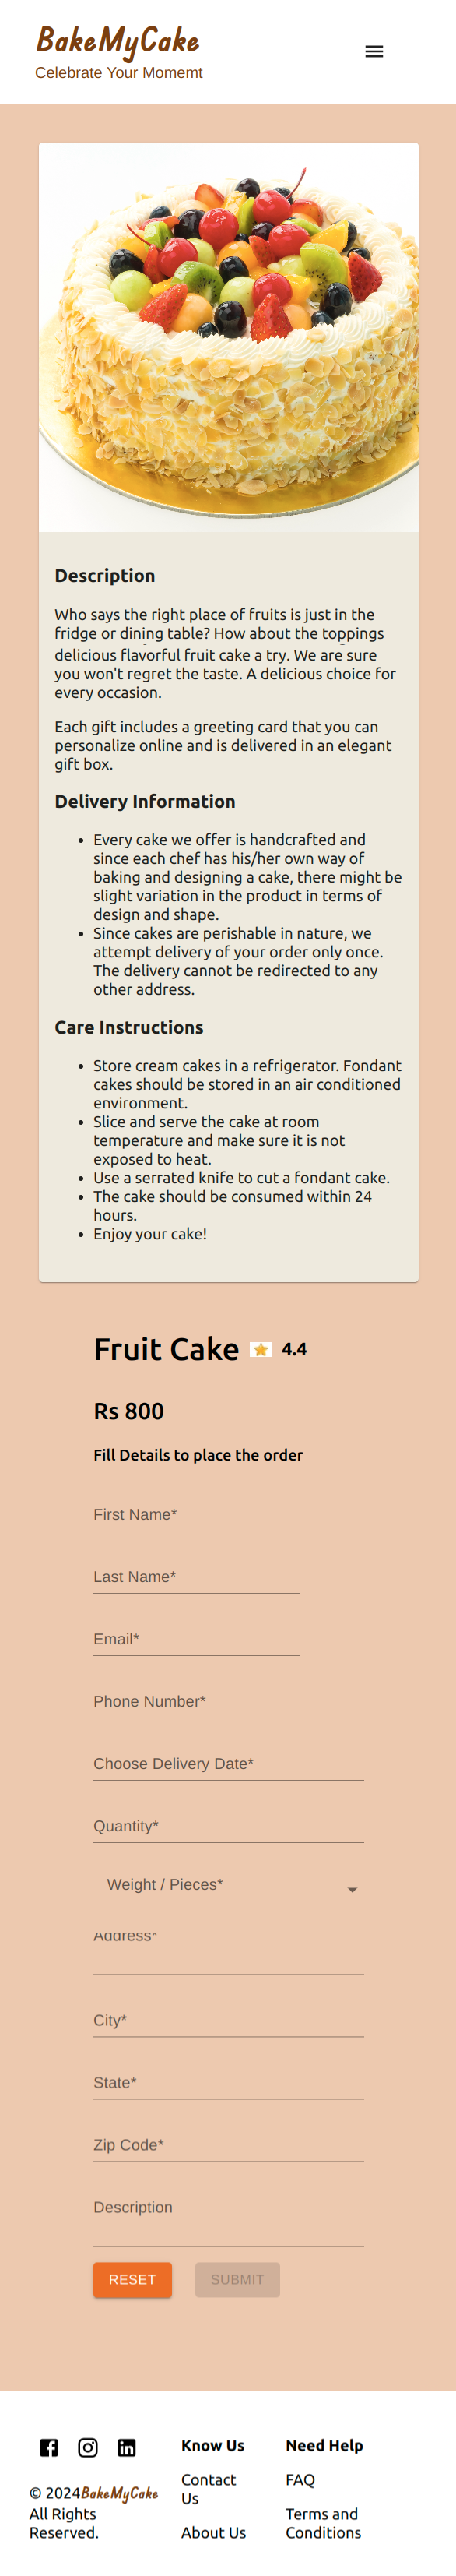 BakeMyCake
Celebrate Your Momemt
Description
Who says the right place of fruits is just in the
fridge or dining table? How about the toppings
delicious flavorful fruit cake a try. We are sure
you won't regret the taste. A delicious choice for
every occasion.
Each gift includes a greeting card that you can
personalize online and is delivered in an elegant
gift box.
Delivery Information
• Every cake we offer is handcrafted and
since each chef has his/her own way of
baking and designing a cake, there might be
slight variation in the product in terms of
design and shape.
• Since cakes are perishable in nature, we
attempt delivery of your order only once.
The delivery cannot be redirected to any
other address.
Care Instructions
• Store cream cakes in a refrigerator. Fondant
cakes should be stored in an air conditioned
environment.
• Slice and serve the cake at room
temperature and make sure it is not
exposed to heat.
• Use a serrated knife to cut a fondant cake.
• The cake should be consumed within 24
hours.
• Enjoy your cake!
Fruit Cake ⭐ 4.4
Rs 800
Fill Details to place the order
First Name*
Last Name*
Email*
Phone Number*
Choose Delivery Date*
Quantity*
Weight / Pieces*
Address*
City*
State*
Zip Code*
Description
RESET SUBMIT
© 2024BakeMyCake
All Rights
Reserved.
Know Us
Contact
Us
About Us
Need Help
FAQ
Terms and
Conditions